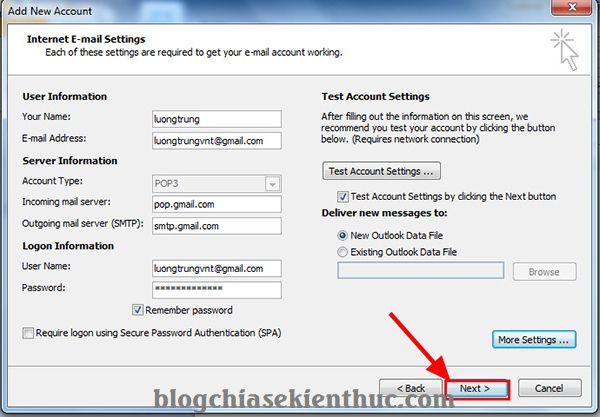 Add New Account
Internet E-mail Settings
Each of these settings are required to get your e-mail account working.
User Information
Your Name: luongtrung
E-mail Address: luongtrungvnt@gmail.com
Server Information
Account Type: POP3
Incoming mail server: pop.gmail.com
Outgoing mail server (SMTP): smtp.gmail.com
Logon Information
User Name: luongtrungvnt@gmail.com
Password: *************
Remember password
Require logon using Secure Password Authentication (SPA)
Test Account Settings
After filling out the information on this screen, we
recommend you test your account by clicking the button
below. (Requires network connection)
Test Account Settings ...
Test Account Settings by clicking the Next button
Deliver new messages to:
New Outlook Data File
Existing Outlook Data File
Browse
More Settings ...
< Back Next > Cancel
blogchiasekienthuc.com